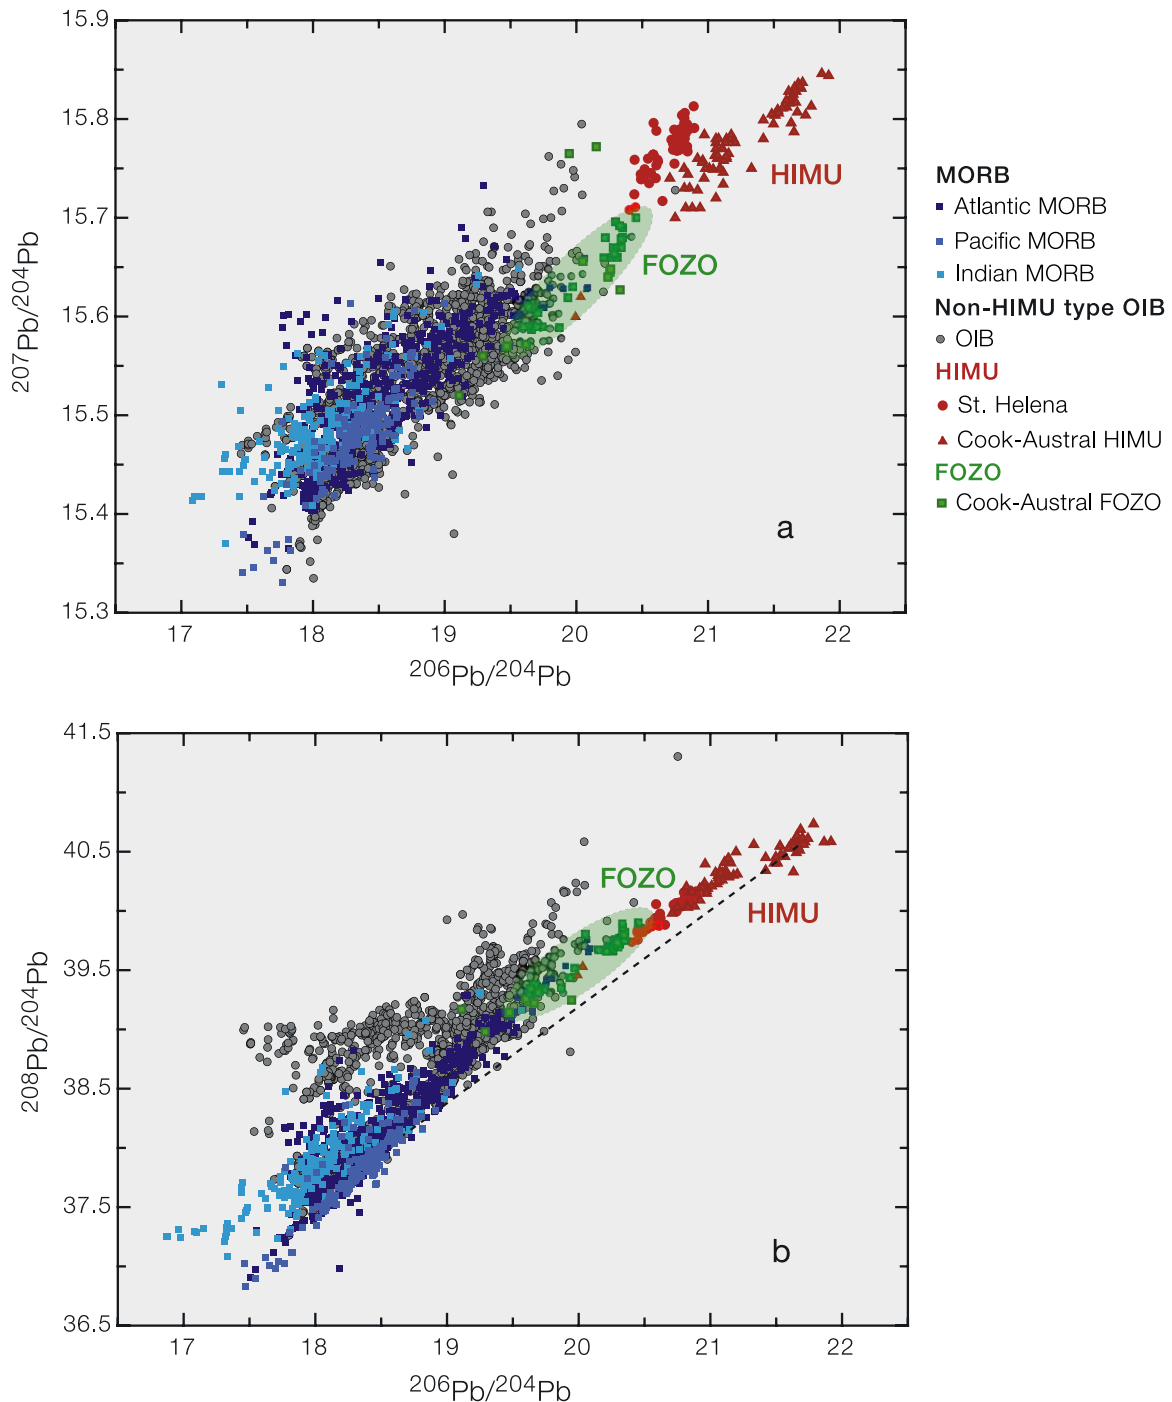 15.9
15.8
15.7
15.6
15.5
15.4
15.3
207Pb/204Pb
HIMU
FOZO
a
17 18 19 20 21 22
206Pb/204Pb
MORB
Atlantic MORB
Pacific MORB
Indian MORB
Non-HIMU type OIB
OIB
HIMU
St. Helena
Cook-Austral HIMU
FOZO
Cook-Austral FOZO
41.5
40.5
39.5
38.5
37.5
36.5
208Pb/204Pb
FOZO
HIMU
b
17 18 19 20 21 22
206Pb/204Pb